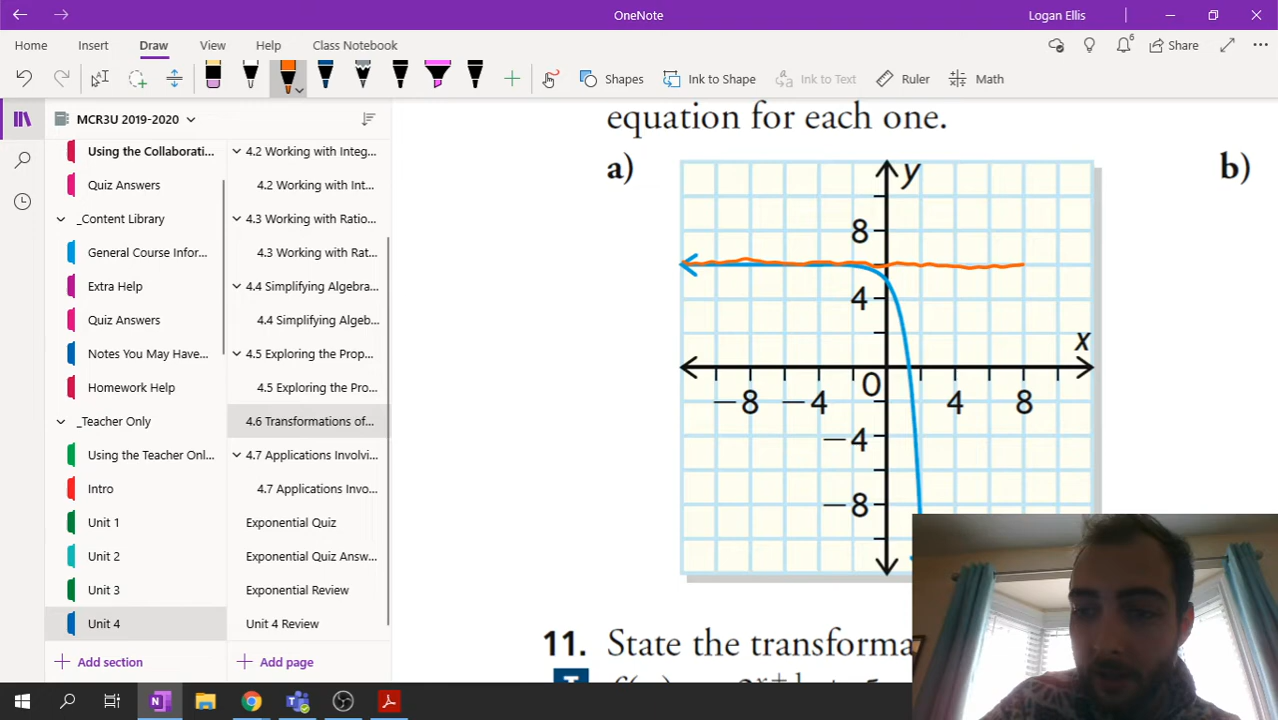 OneNote
Logan Ellis
Home Insert Draw View Help Class Notebook
6
Share
Shapes
Ink to Shape
Ink to Text
Ruler
Math
MCR3U 2019-2020
Using the Collaborati...
Quiz Answers
_Content Library
General Course Infor...
Extra Help
Quiz Answers
Notes You May Have...
Homework Help
_Teacher Only
Using the Teacher Onl...
Intro
Unit 1
Unit 2
Unit 3
Unit 4
Add section
4.2 Working with Integ...
4.2 Working with Int...
4.3 Working with Ratio...
4.3 Working with Rat...
4.4 Simplifying Algebra...
4.4 Simplifying Algeb...
4.5 Exploring the Prop...
4.5 Exploring the Pro...
4.6 Transformations of...
4.7 Applications Involvi...
4.7 Applications Invo...
Exponential Quiz
Exponential Quiz Answ...
Exponential Review
Unit 4 Review
Add page
equation for each one.
a)
b)
y
8
4
x
0
−8 −4 4 8
−4
−8
11. State the transforma
T